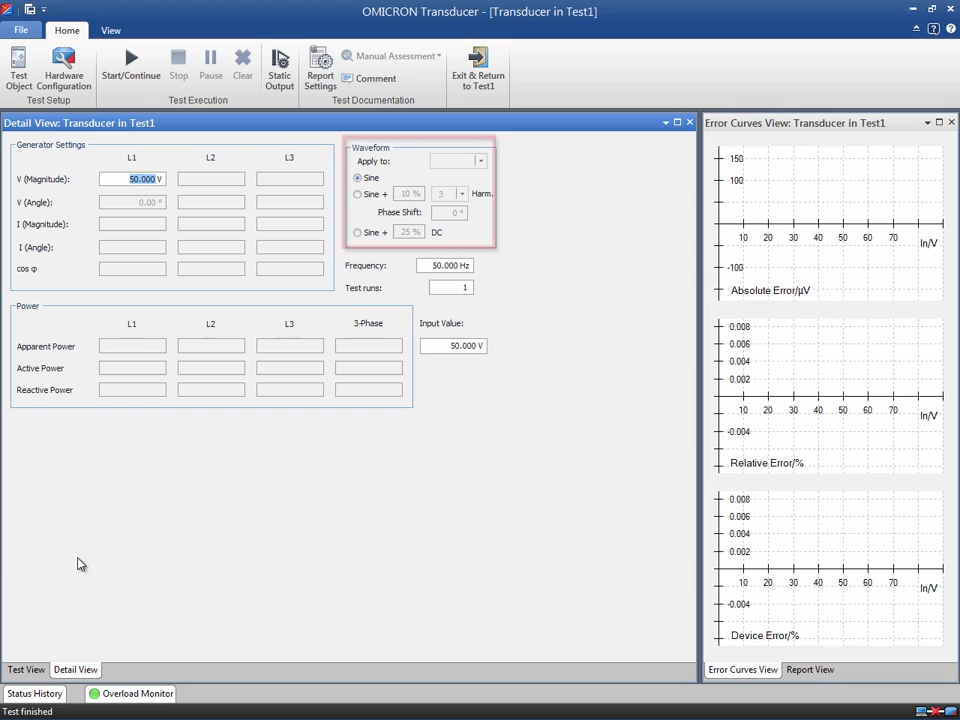 OMICRON Transducer - [Transducer in Test1]
File
Home
View
Test Object
Hardware Configuration
Start/Continue
Stop
Pause
Clear
Static Output
Report Settings
Manual Assessment
Comment
Exit & Return to Test1
Test Setup
Test Execution
Test Documentation
Detail View: Transducer in Test1
Generator Settings
L1 L2 L3
V (Magnitude): 50.000 V
V (Angle): 0.00 °
I (Magnitude):
I (Angle):
cos φ
Waveform
Apply to:
Sine
Sine + 10 % 3 Harm.
Phase Shift: 0 °
Sine + 25 % DC
Frequency: 50.000 Hz
Test runs: 1
Power
L1 L2 L3 3-Phase
Input Value:
Apparent Power
50.000 V
Active Power
Reactive Power
Test View
Detail View
Error Curves View: Transducer in Test1
150
100
10 20 30 40 50 60 70
In/V
-100
Absolute Error/µV
0.008
0.006
0.004
0.002
10 20 30 40 50 60 70
In/V
-0.004
Relative Error/%
0.008
0.006
0.004
0.002
10 20 30 40 50 60 70
In/V
-0.004
Device Error/%
Error Curves View
Report View
Status History
Overload Monitor
Test finished